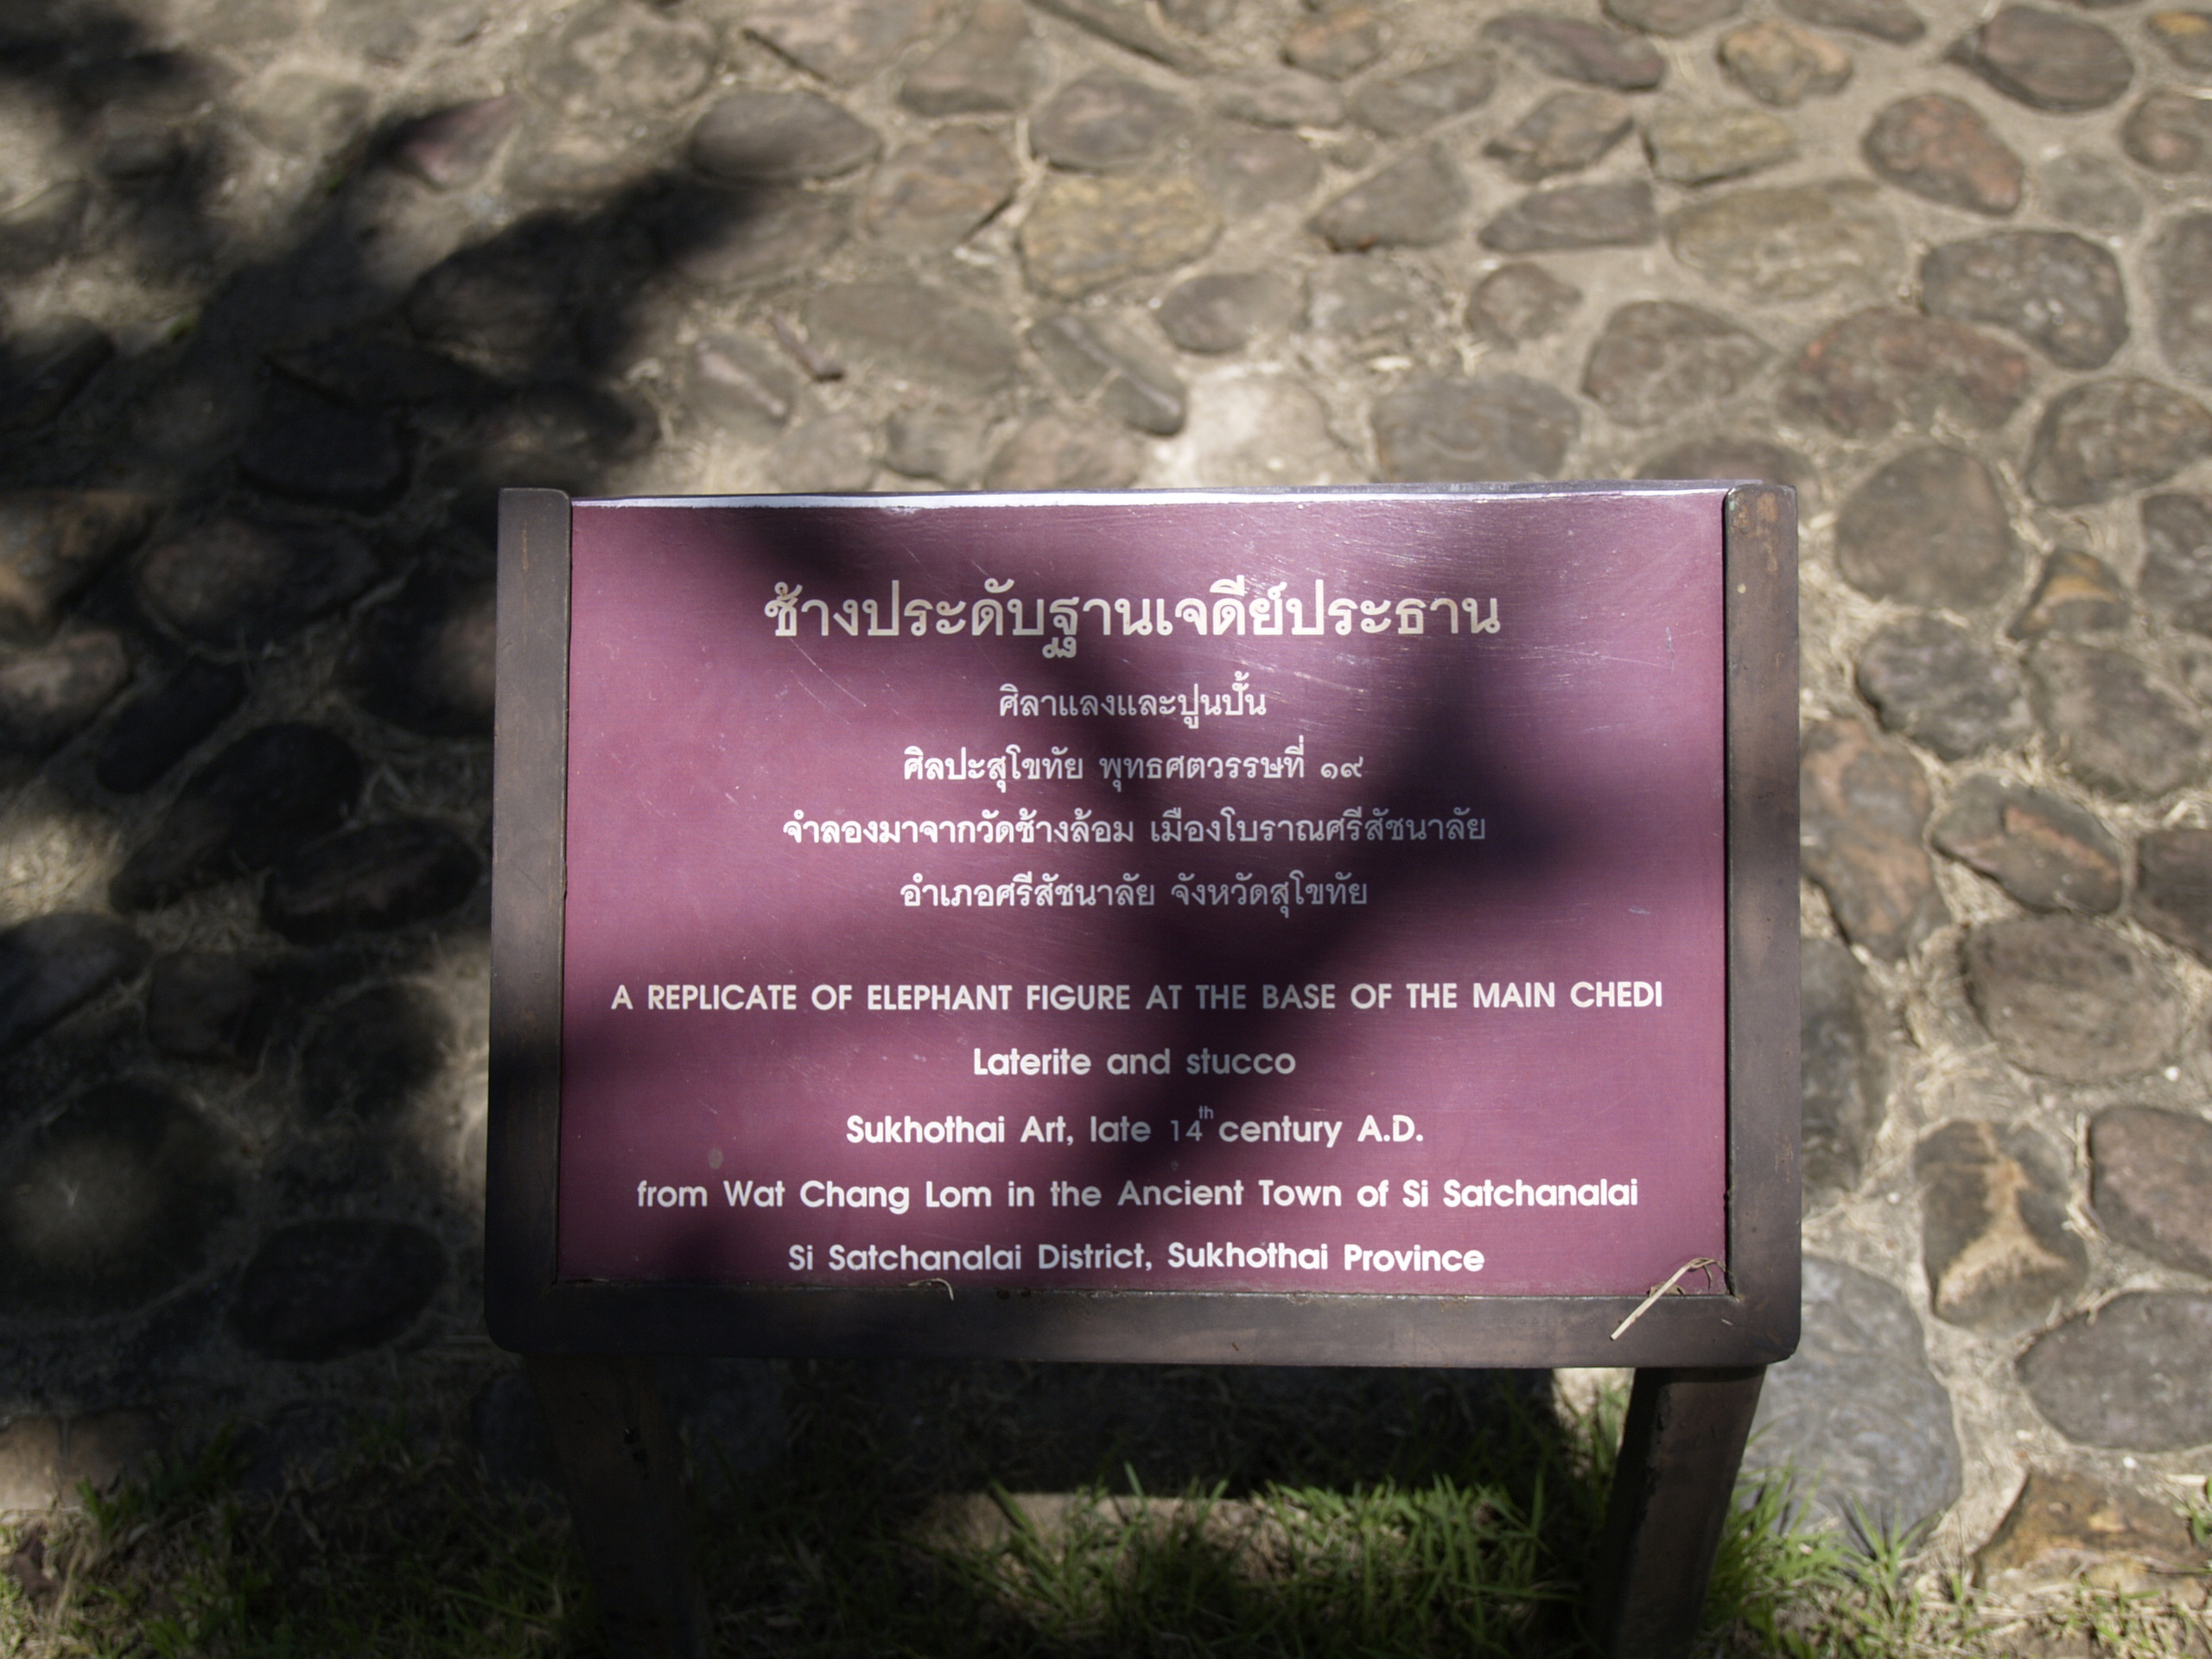 ช้างประดับฐานเจดีย์ประธาน
ศิลาแลงและปูนปั้น
ศิลปะสุโขทัย พุทธศตวรรษที่ ๑๙
จำลองมาจากวัดช้างล้อม เมืองโบราณศรีสัชนาลัย
อำเภอศรีสัชนาลัย จังหวัดสุโขทัย
A REPLICATE OF ELEPHANT FIGURE AT THE BASE OF THE MAIN CHEDI
Laterite and stucco
Sukhothai Art, late 14th century A.D.
from Wat Chang Lom in the Ancient Town of Si Satchanalai
Si Satchanalai District, Sukhothai Province